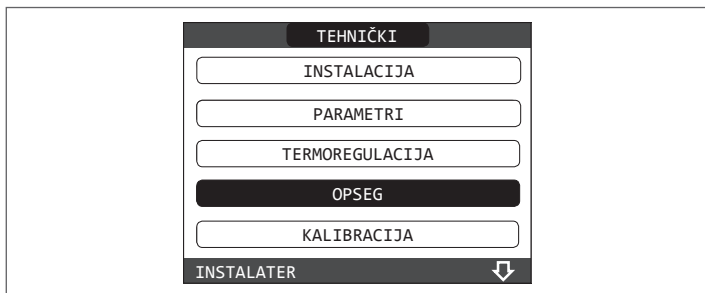 TEHNIČKI
INSTALACIJA
PARAMETRI
TERMOREGULACIJA
OPSEG
KALIBRACIJA
INSTALATER